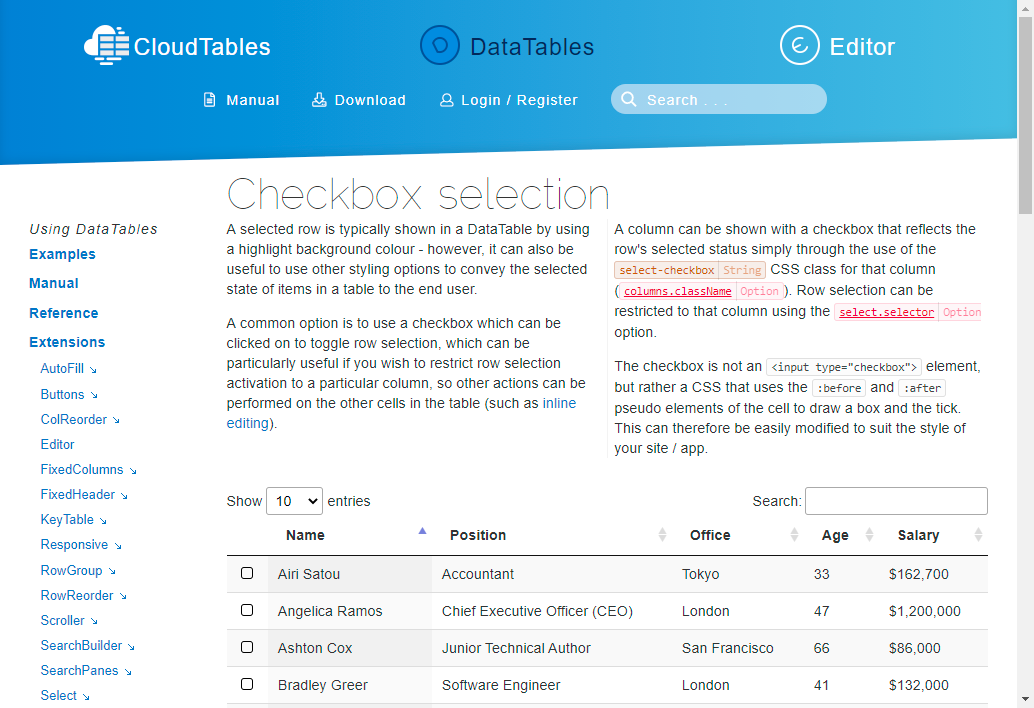 CloudTables
DataTables
Editor
Manual
Download
Login / Register
Search . . .
Checkbox selection
Using DataTables
Examples
Manual
Reference
Extensions
AutoFill ↘
Buttons ↘
ColReorder ↘
Editor
FixedColumns ↘
FixedHeader ↘
KeyTable ↘
Responsive ↘
RowGroup ↘
RowReorder ↘
Scroller ↘
SearchBuilder ↘
SearchPanes ↘
Select ↘
A selected row is typically shown in a DataTable by using
a highlight background colour - however, it can also be
useful to use other styling options to convey the selected
state of items in a table to the end user.
A common option is to use a checkbox which can be
clicked on to toggle row selection, which can be
particularly useful if you wish to restrict row selection
activation to a particular column, so other actions can be
performed on the other cells in the table (such as inline
editing).
A column can be shown with a checkbox that reflects the
row's selected status simply through the use of the
select-checkbox String CSS class for that column
(columns.className Option). Row selection can be
restricted to that column using the select.selector Option
option.
The checkbox is not an <input type="checkbox"> element,
but rather a CSS that uses the :before and :after
pseudo elements of the cell to draw a box and the tick.
This can therefore be easily modified to suit the style of
your site / app.
Show 10 entries
Search:
Name Position Office Age Salary
Airi Satou Accountant Tokyo 33 $162,700
Angelica Ramos Chief Executive Officer (CEO) London 47 $1,200,000
Ashton Cox Junior Technical Author San Francisco 66 $86,000
Bradley Greer Software Engineer London 41 $132,000